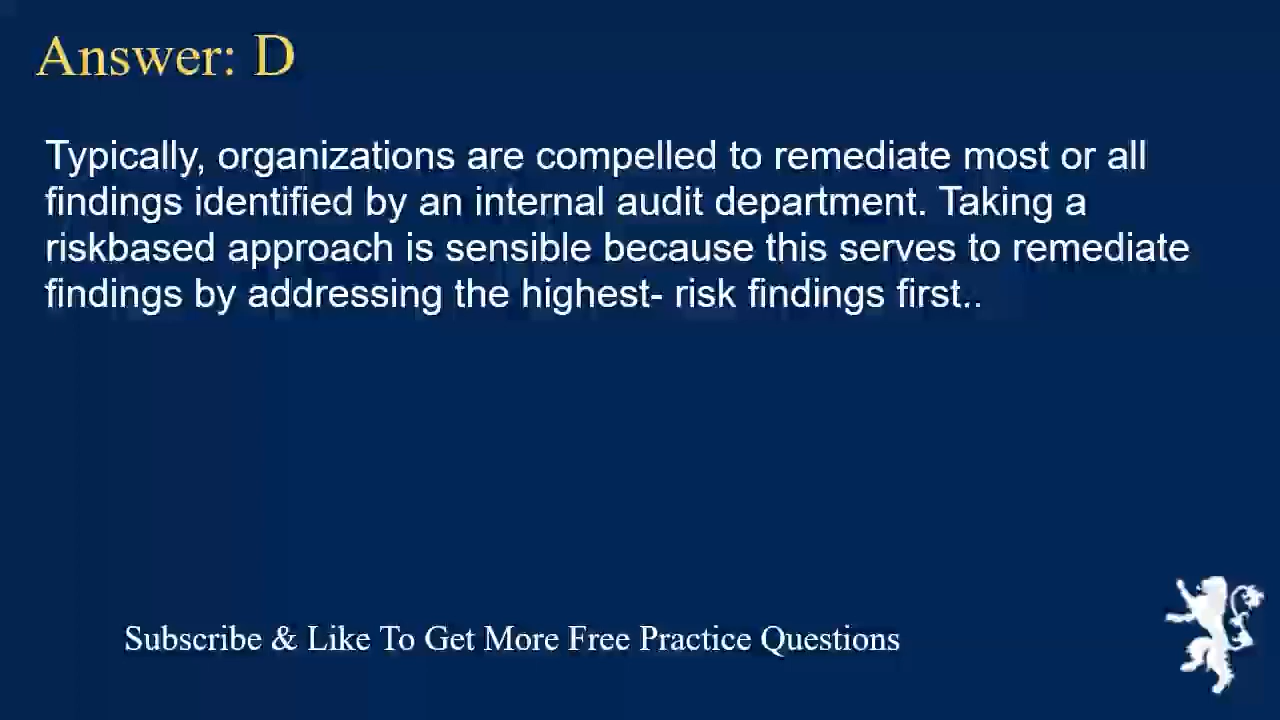 Answer: D
Typically, organizations are compelled to remediate most or all
findings identified by an internal audit department. Taking a
riskbased approach is sensible because this serves to remediate
findings by addressing the highest- risk findings first..
Subscribe & Like To Get More Free Practice Questions